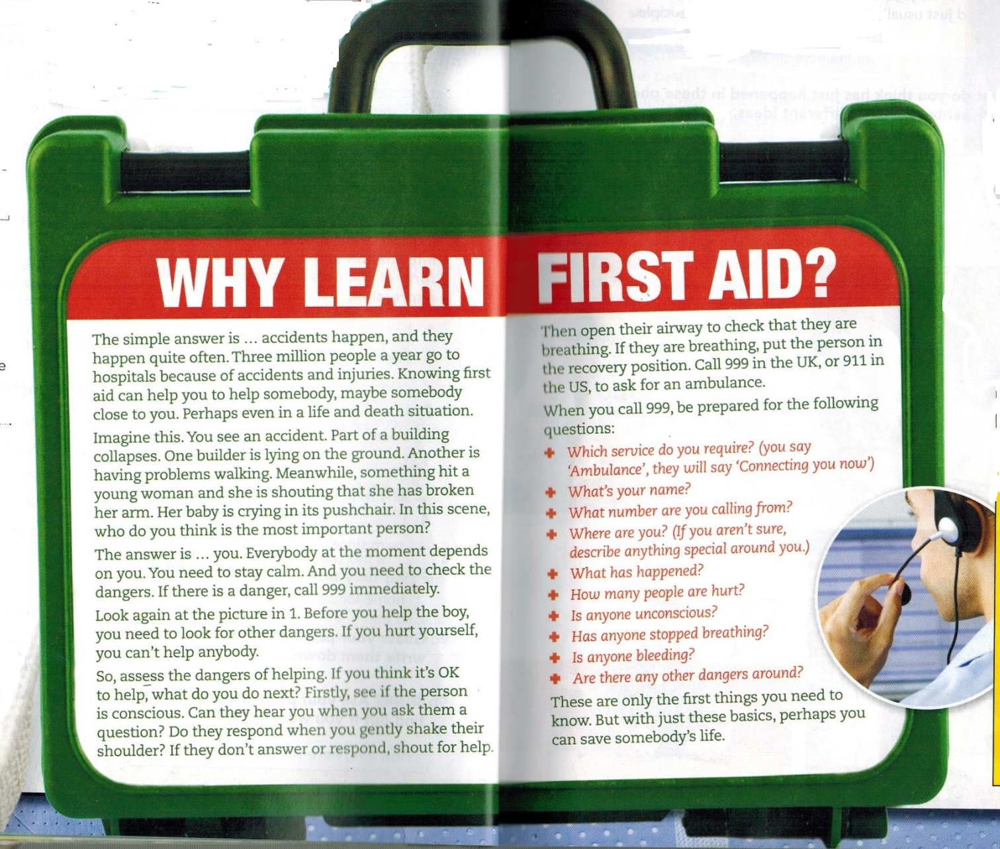 WHY LEARN FIRST AID?
The simple answer is ... accidents happen, and they
happen quite often. Three million people a year go to
hospitals because of accidents and injuries. Knowing first
aid can help you to help somebody, maybe somebody
close to you. Perhaps even in a life and death situation.
Imagine this. You see an accident. Part of a building
collapses. One builder is lying on the ground. Another is
having problems walking. Meanwhile, something hit a
young woman and she is shouting that she has broken
her arm. Her baby is crying in its pushchair. In this scene,
who do you think is the most important person?
The answer is ... you. Everybody at the moment depends
on you. You need to stay calm. And you need to check the
dangers. If there is a danger, call 999 immediately.
Look again at the picture in 1. Before you help the boy,
you need to look for other dangers. If you hurt yourself,
you can't help anybody.
So, assess the dangers of helping. If you think it's OK
to help, what do you do next? Firstly, see if the person
is conscious. Can they hear you when you ask them a
question? Do they respond when you gently shake their
shoulder? If they don't answer or respond, shout for help.
Then open their airway to check that they are
breathing. If they are breathing, put the person in
the recovery position. Call 999 in the UK, or 911 in
the US, to ask for an ambulance.
When you call 999, be prepared for the following
questions:
Which service do you require? (you say
'Ambulance', they will say 'Connecting you now')
What's your name?
What number are you calling from?
Where are you? (If you aren't sure,
describe anything special around you.)
What has happened?
How many people are hurt?
Is anyone unconscious?
Has anyone stopped breathing?
Is anyone bleeding?
Are there any other dangers around?
These are only the first things you need to
know. But with just these basics, perhaps you
can save somebody's life.